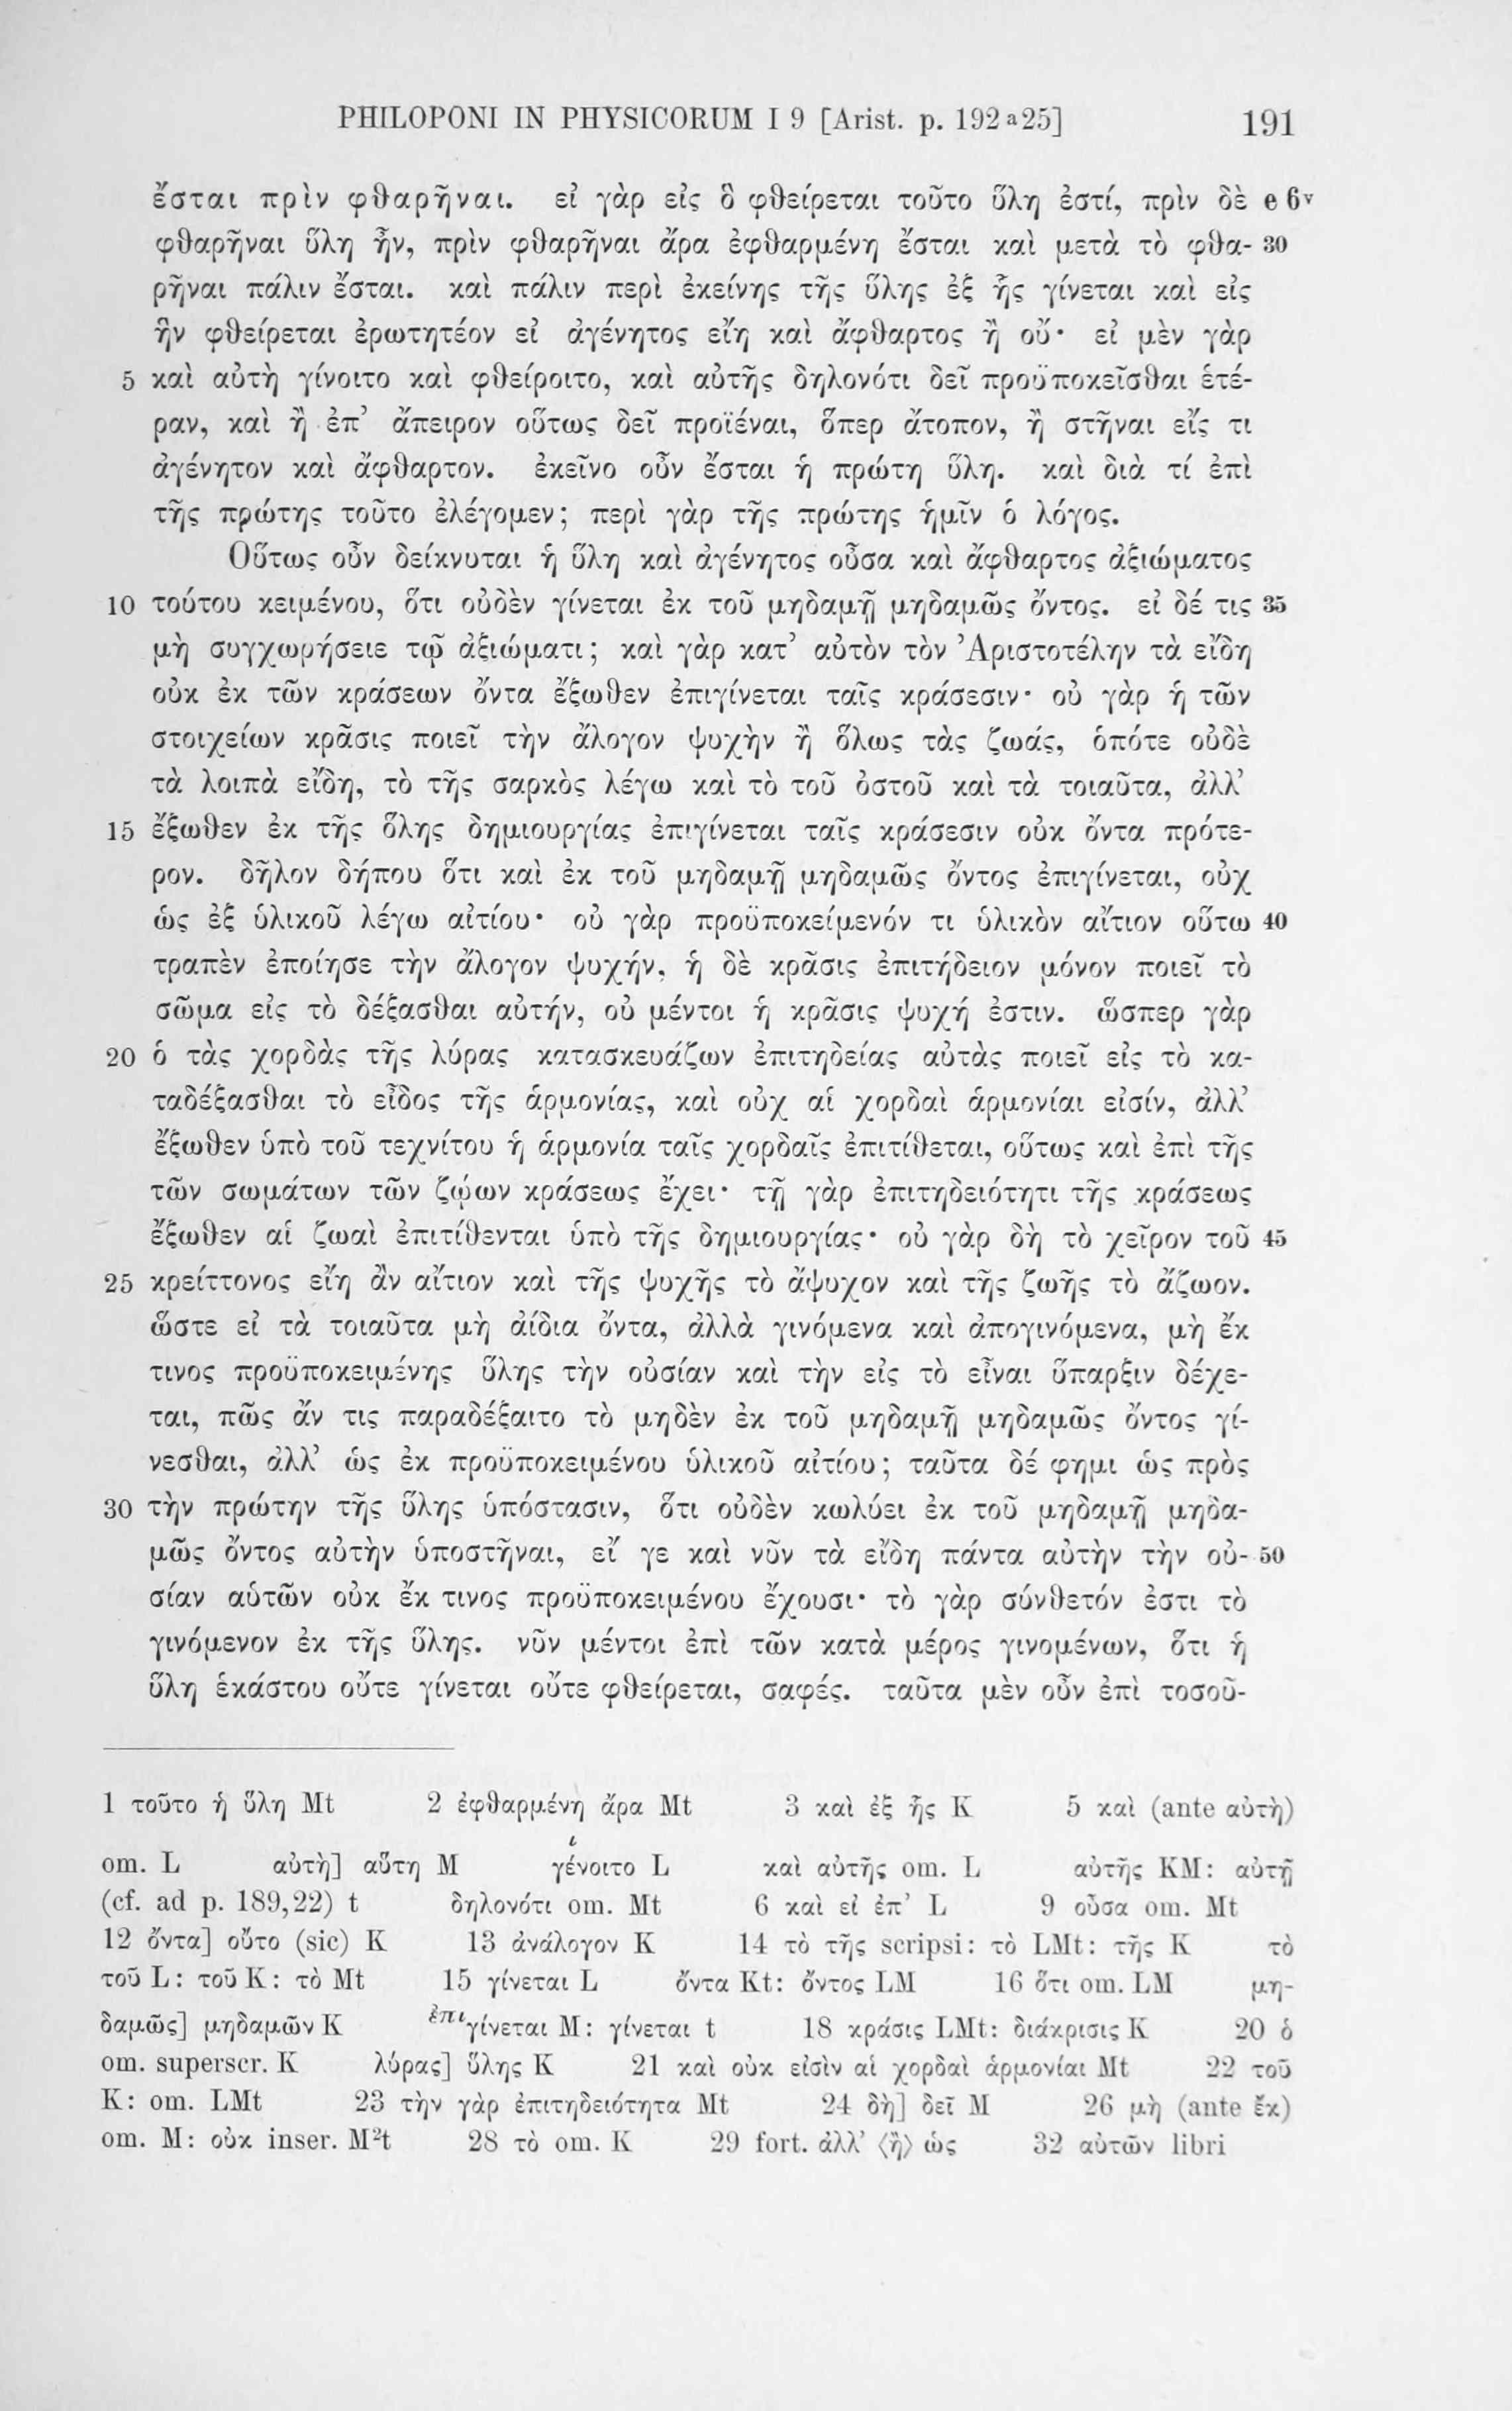 PHILOPONI IN PHYSICORUM I 9 [Arist. p. 192 a 25] 191
ἔσται πρὶν φθαρῆναι. εἰ γὰρ εἰς ὃ φθείρεται τοῦτο ὕλη ἐστί, πρὶν δὲ e 6v
φθαρῆναι ὕλη ἦν, πρὶν φθαρῆναι ἄρα ἐφθαρμένη ἔσται καὶ μετὰ τὸ φθα- 30
ρῆναι πάλιν ἔσται. καὶ πάλιν περὶ ἐκείνης τῆς ὕλης ἐξ ἧς γίνεται καὶ εἰς
ἣν φθείρεται ἐρωτητέον εἰ ἀγένητος εἴη καὶ ἄφθαρτος ἢ οὔ· εἰ μὲν γὰρ
5 καὶ αὐτὴ γίνοιτο καὶ φθείροιτο, καὶ αὐτῆς δηλονότι δεῖ προϋποκεῖσθαι ἑτέ-
ραν, καὶ ἢ ἐπ’ ἄπειρον οὕτως δεῖ προϊέναι, ὅπερ ἄτοπον, ἢ στῆναι εἴς τι
ἀγένητον καὶ ἄφθαρτον. ἐκεῖνο οὖν ἔσται ἡ πρώτη ὕλη. καὶ διὰ τί ἐπὶ
τῆς πρώτης τοῦτο ἐλέγομεν; περὶ γὰρ τῆς πρώτης ἡμῖν ὁ λόγος.
Οὕτως οὖν δείκνυται ἡ ὕλη καὶ ἀγένητος οὖσα καὶ ἄφθαρτος ἀξιώματος
10 τούτου κειμένου, ὅτι οὐδὲν γίνεται ἐκ τοῦ μηδαμῇ μηδαμῶς ὄντος. εἰ δέ τις 35
μὴ συγχωρήσειε τῷ ἀξιώματι; καὶ γὰρ κατ’ αὐτὸν τὸν Ἀριστοτέλην τὰ εἴδη
οὐκ ἐκ τῶν κράσεων ὄντα ἔξωθεν ἐπιγίνεται ταῖς κράσεσιν· οὐ γὰρ ἡ τῶν
στοιχείων κρᾶσις ποιεῖ τὴν ἄλογον ψυχὴν ἢ ὅλως τὰς ζωάς, ὁπότε οὐδὲ
τὰ λοιπὰ εἴδη, τὸ τῆς σαρκὸς λέγω καὶ τὸ τοῦ ὀστοῦ καὶ τὰ τοιαῦτα, ἀλλ’
15 ἔξωθεν ἐκ τῆς ὅλης δημιουργίας ἐπιγίνεται ταῖς κράσεσιν οὐκ ὄντα πρότε-
ρον. δῆλον δήπου ὅτι καὶ ἐκ τοῦ μηδαμῇ μηδαμῶς ὄντος ἐπιγίνεται, οὐχ
ὡς ἐξ ὑλικοῦ λέγω αἰτίου· οὐ γὰρ προϋποκείμενόν τι ὑλικὸν αἴτιον οὕτω 40
τραπὲν ἐποίησε τὴν ἄλογον ψυχήν, ἡ δὲ κρᾶσις ἐπιτήδειον μόνον ποιεῖ τὸ
σῶμα εἰς τὸ δέξασθαι αὐτήν, οὐ μέντοι ἡ κρᾶσις ψυχή ἐστιν. ὥσπερ γὰρ
20 ὁ τὰς χορδὰς τῆς λύρας κατασκευάζων ἐπιτηδείας αὐτὰς ποιεῖ εἰς τὸ κα-
ταδέξασθαι τὸ εἶδος τῆς ἁρμονίας, καὶ οὐχ αἱ χορδαὶ ἁρμονίαι εἰσίν, ἀλλ’
ἔξωθεν ὑπὸ τοῦ τεχνίτου ἡ ἁρμονία ταῖς χορδαῖς ἐπιτίθεται, οὕτως καὶ ἐπὶ τῆς
τῶν σωμάτων τῶν ζῴων κράσεως ἔχει· τῇ γὰρ ἐπιτηδειότητι τῆς κράσεως
ἔξωθεν αἱ ζωαὶ ἐπιτίθενται ὑπὸ τῆς δημιουργίας· οὐ γὰρ δὴ τὸ χεῖρον τοῦ 45
25 κρείττονος εἴη ἂν αἴτιον καὶ τῆς ψυχῆς τὸ ἄψυχον καὶ τῆς ζωῆς τὸ ἄζωον.
ὥστε εἰ τὰ τοιαῦτα μὴ ἀίδια ὄντα, ἀλλὰ γινόμενα καὶ ἀπογινόμενα, μὴ ἔκ
τινος προϋποκειμένης ὕλης τὴν οὐσίαν καὶ τὴν εἰς τὸ εἶναι ὕπαρξιν δέχε-
ται, πῶς ἄν τις παραδέξαιτο τὸ μηδὲν ἐκ τοῦ μηδαμῇ μηδαμῶς ὄντος γί-
νεσθαι, ἀλλ’ ὡς ἐκ προϋποκειμένου ὑλικοῦ αἰτίου; ταῦτα δέ φημι ὡς πρὸς
30 τὴν πρώτην τῆς ὕλης ὑπόστασιν, ὅτι οὐδὲν κωλύει ἐκ τοῦ μηδαμῇ μηδα-
μῶς ὄντος αὐτὴν ὑποστῆναι, εἴ γε καὶ νῦν τὰ εἴδη πάντα αὐτὴν τὴν οὐ- 50
σίαν αὑτῶν οὐκ ἔκ τινος προϋποκειμένου ἔχουσι· τὸ γὰρ σύνθετόν ἐστι τὸ
γινόμενον ἐκ τῆς ὕλης. νῦν μέντοι ἐπὶ τῶν κατὰ μέρος γινομένων, ὅτι ἡ
ὕλη ἑκάστου οὔτε γίνεται οὔτε φθείρεται, σαφές. ταῦτα μὲν οὖν ἐπὶ τοσοῦ-
1 τοῦτο ἡ ὕλη Mt 2 ἐφθαρμένη ἄρα Mt 3 καὶ ἐξ ἧς K 5 καὶ (ante αὐτὴ)
om. L αὐτὴ] αὕτη M γένοιτο L καὶ αὐτῆς om. L αὐτῆς KM: αὐτῇ
(cf. ad p. 189,22) t δηλονότι om. Mt 6 καὶ εἰ ἐπ’ L 9 οὖσα om. Mt
12 ὄντα] οὔτο (sic) K 13 ἀνάλογον K 14 τὸ τῆς scripsi: τὸ LMt: τῆς K τὸ
τοῦ L: τοῦ K: τὸ Mt 15 γίνεται L ὄντα Kt: ὄντος LM 16 ὅτι om. LM μη-
δαμῶς] μηδαμῶν K ἐπιγίνεται M: γίνεται t 18 κράσις LMt: διάκρισις K 20 ὁ
om. superscr. K λύρας] ὕλης K 21 καὶ οὐκ εἰσὶν αἱ χορδαὶ ἁρμονίαι Mt 22 τοῦ
K: om. LMt 23 τὴν γὰρ ἐπιτηδειότητα Mt 24 δὴ] δεῖ M 26 μὴ (ante ἔκ)
om. M: οὐκ inser. M²t 28 τὸ om. K 29 fort. ἀλλ’ ⟨ἢ⟩ ὡς 32 αὐτῶν libri